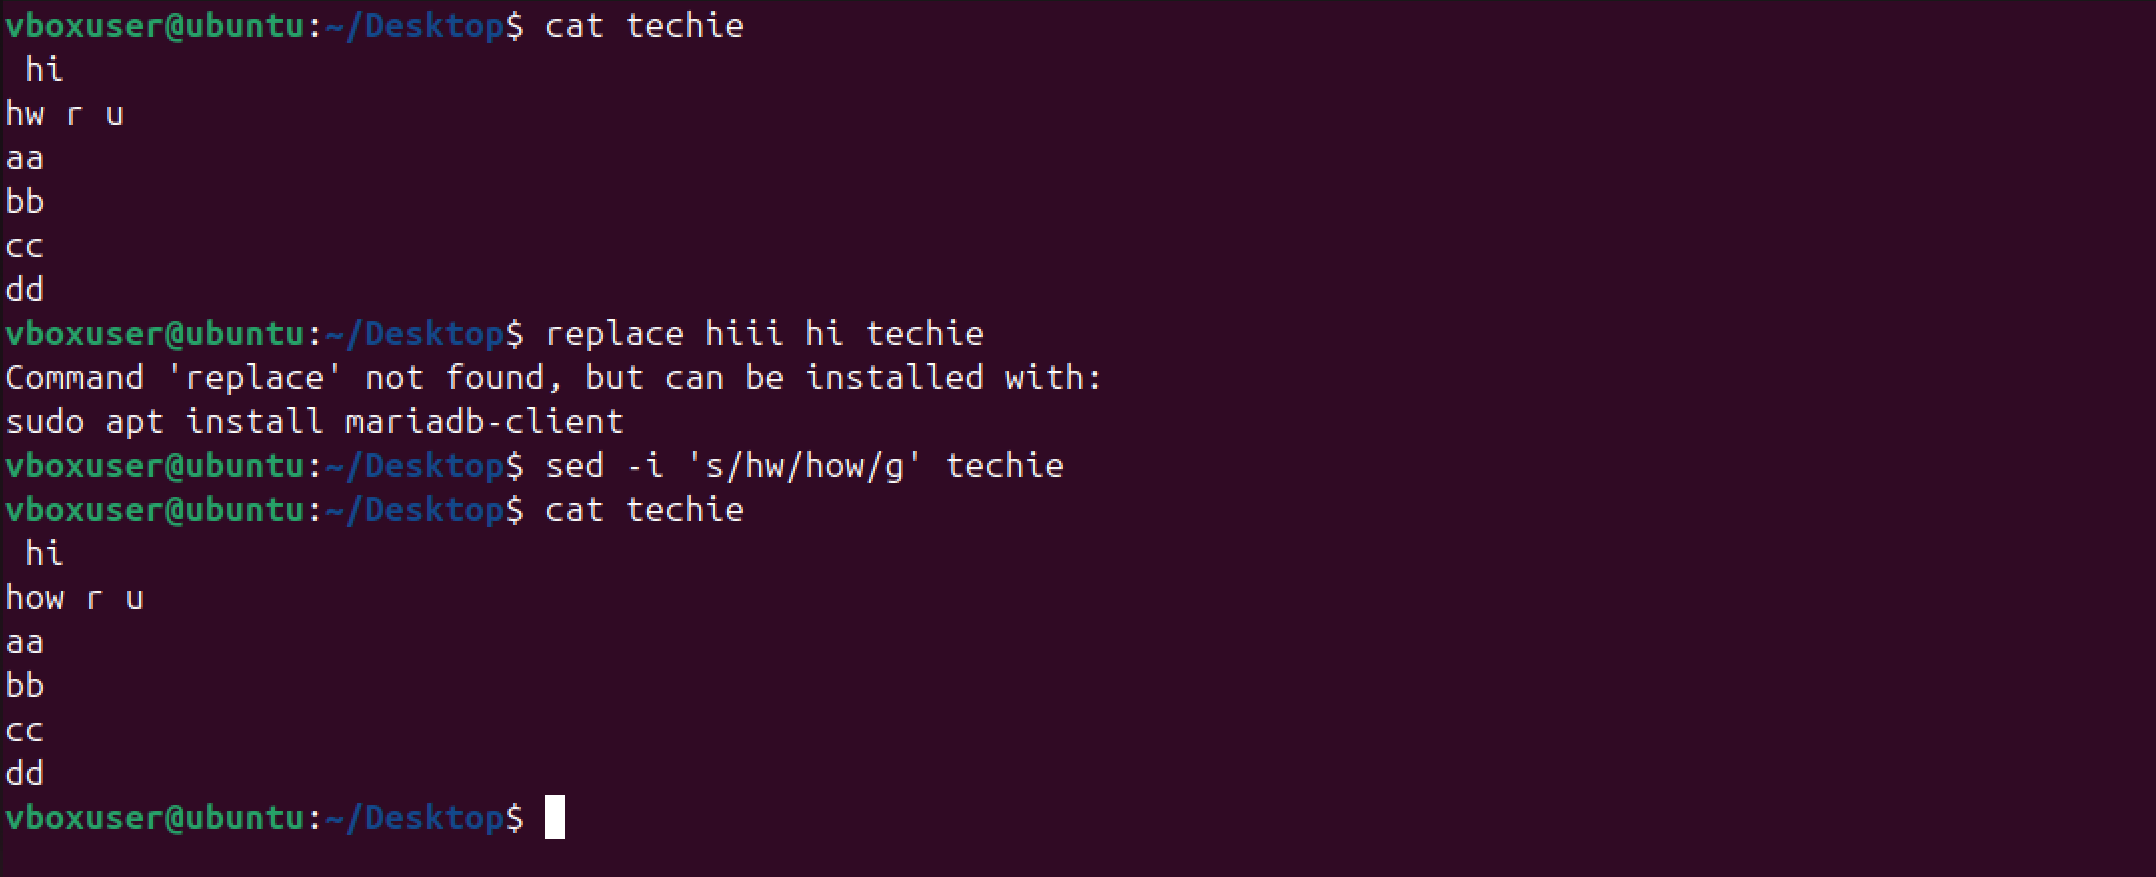 vboxuser@ubuntu:~/Desktop$ cat techie
 hi
hw r u
aa
bb
cc
dd
vboxuser@ubuntu:~/Desktop$ replace hiii hi techie
Command 'replace' not found, but can be installed with:
sudo apt install mariadb-client
vboxuser@ubuntu:~/Desktop$ sed -i 's/hw/how/g' techie
vboxuser@ubuntu:~/Desktop$ cat techie
 hi
how r u
aa
bb
cc
dd
vboxuser@ubuntu:~/Desktop$